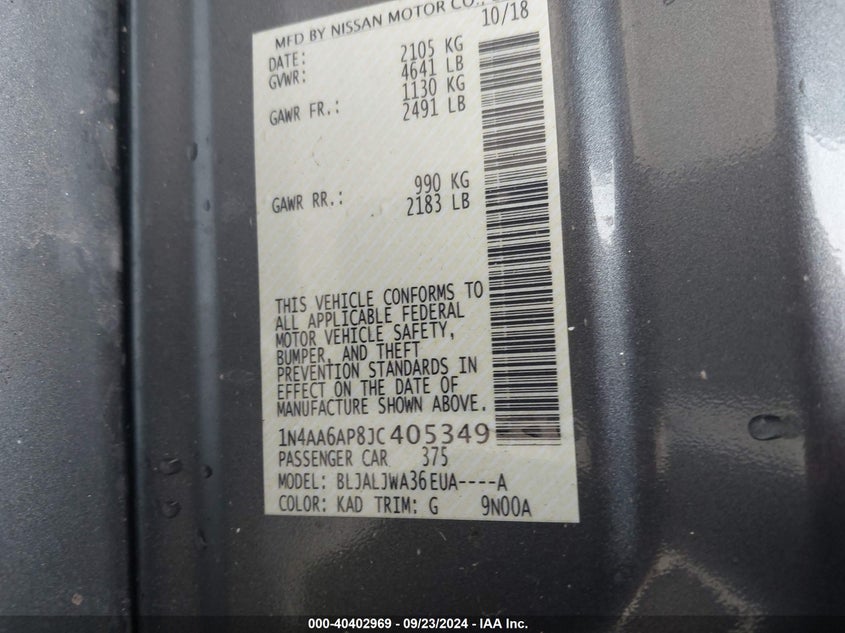 MFD BY NISSAN MOTOR CO.,
DATE: 10/18
GVWR: 2105 KG
4641 LB
GAWR FR.: 1130 KG
2491 LB
GAWR RR.: 990 KG
2183 LB
THIS VEHICLE CONFORMS TO
ALL APPLICABLE FEDERAL
MOTOR VEHICLE SAFETY,
BUMPER, AND THEFT
PREVENTION STANDARDS IN
EFFECT ON THE DATE OF
MANUFACTURE SHOWN ABOVE.
1N4AA6AP8JC405349
PASSENGER CAR 375
MODEL: BLJALJWA36EUA----A
COLOR: KAD TRIM: G 9N00A
000-40402969 - 09/23/2024 - IAA Inc.